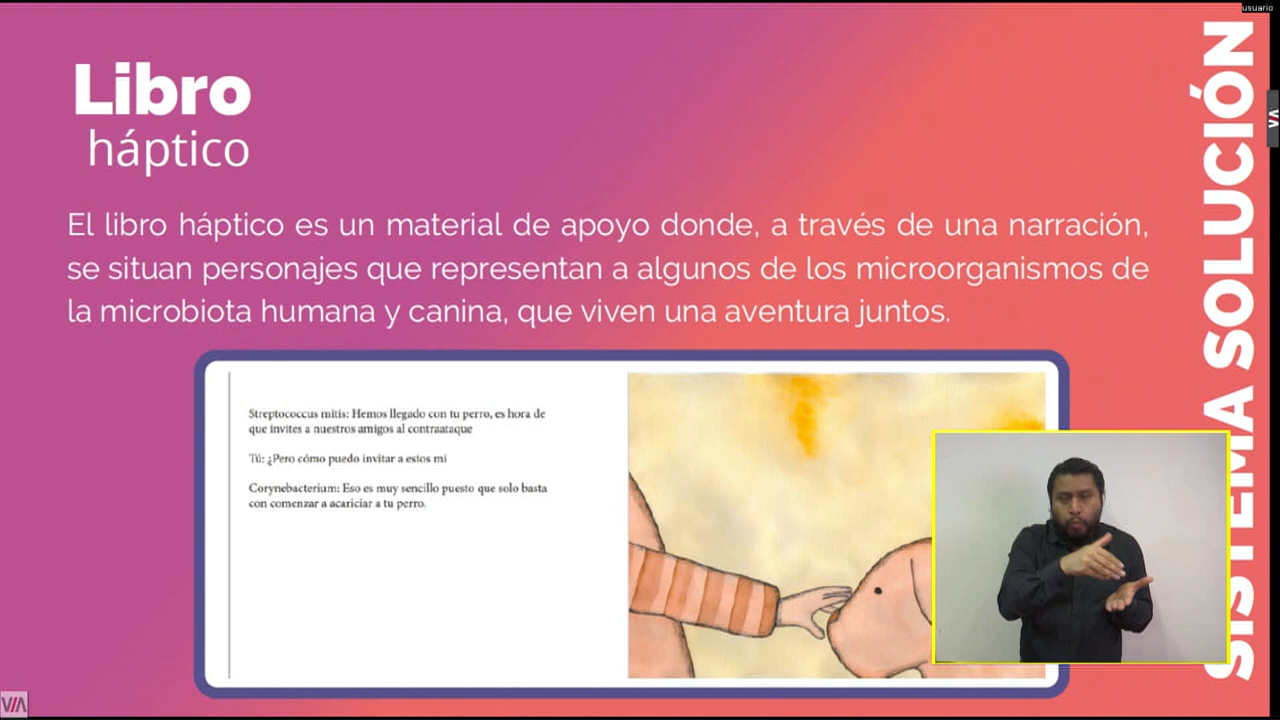 usuario
Libro
háptico
El libro háptico es un material de apoyo donde, a través de una narración,
se situan personajes que representan a algunos de los microorganismos de
la microbiota humana y canina, que viven una aventura juntos.
Streptococcus mitis: Hemos llegado con tu perro, es hora de
que invites a nuestros amigos al contraataque
Tú: ¿Pero cómo puedo invitar a estos mi
Corynebacterium: Eso es muy sencillo puesto que solo basta
con comenzar a acariciar a tu perro.
SISTEMA SOLUCIÓN
VIA
VIA